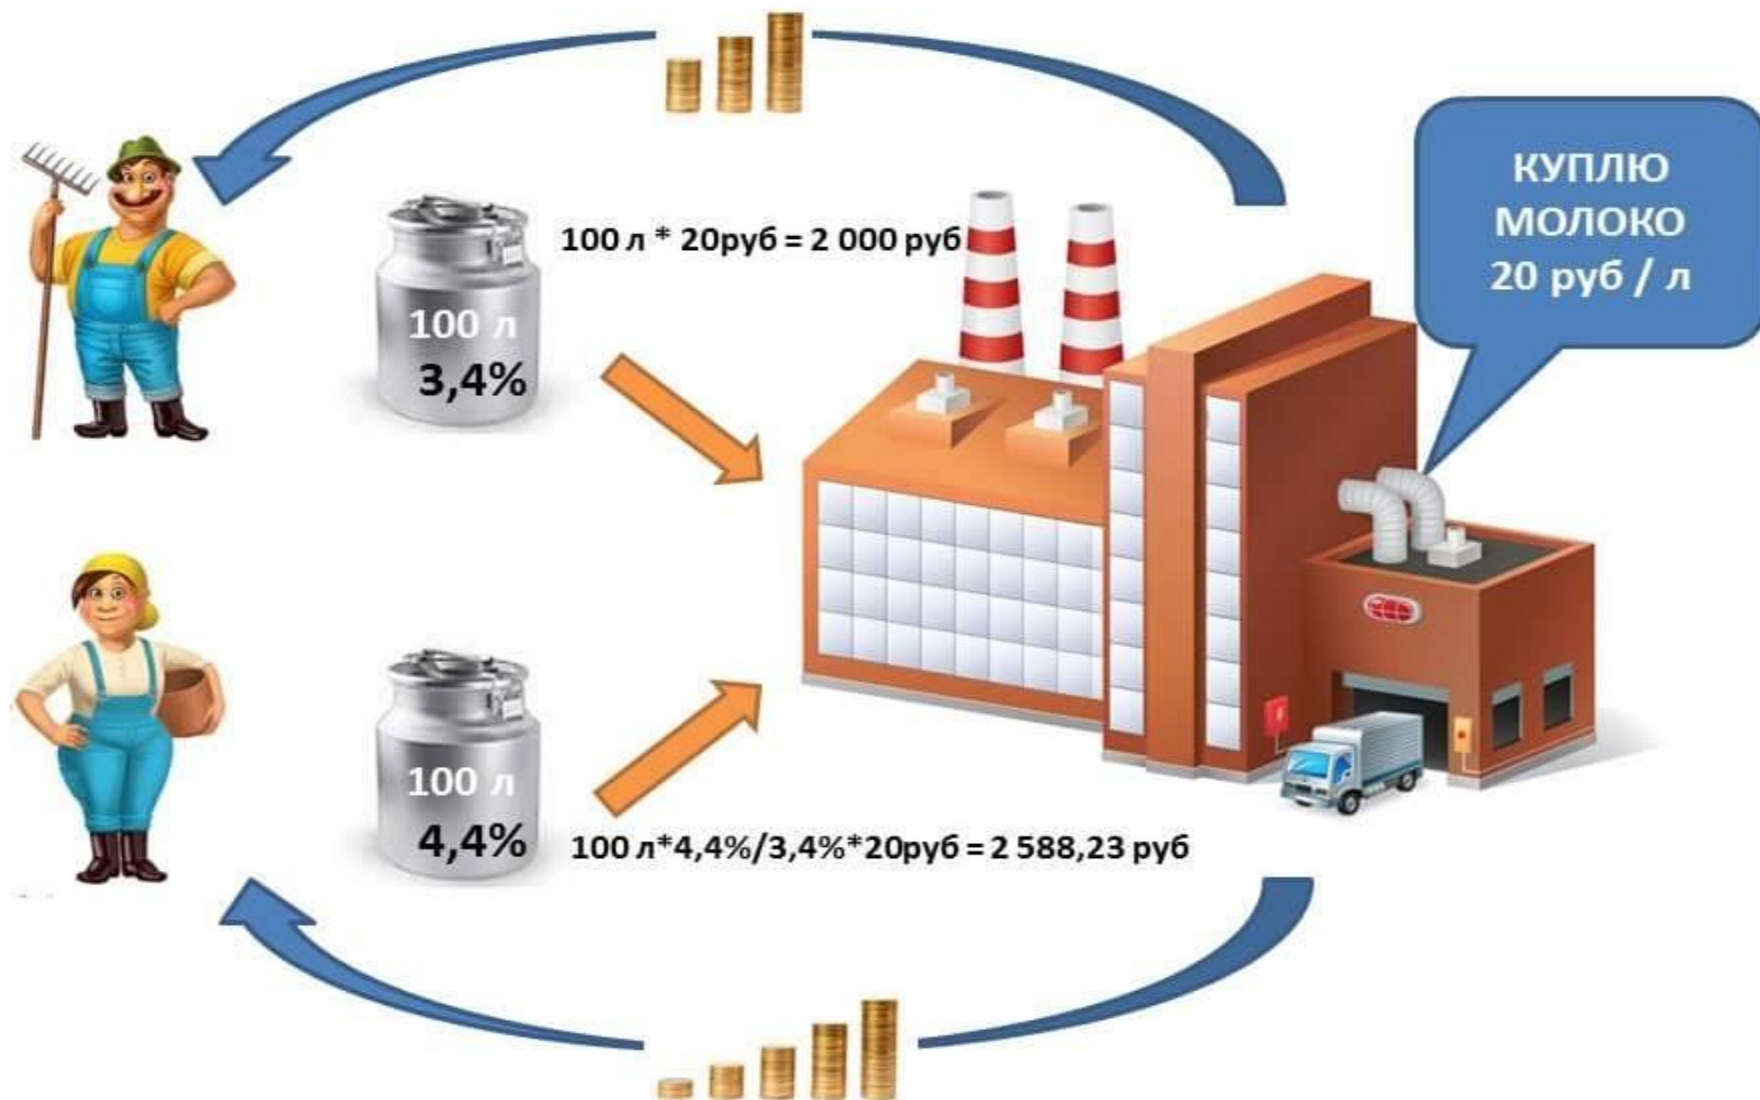 КУПЛЮ
МОЛОКО
20 руб / л
100 л * 20руб = 2 000 руб
100 л
3,4%
100 л
4,4%
100 л*4,4%/3,4%*20руб = 2 588,23 руб